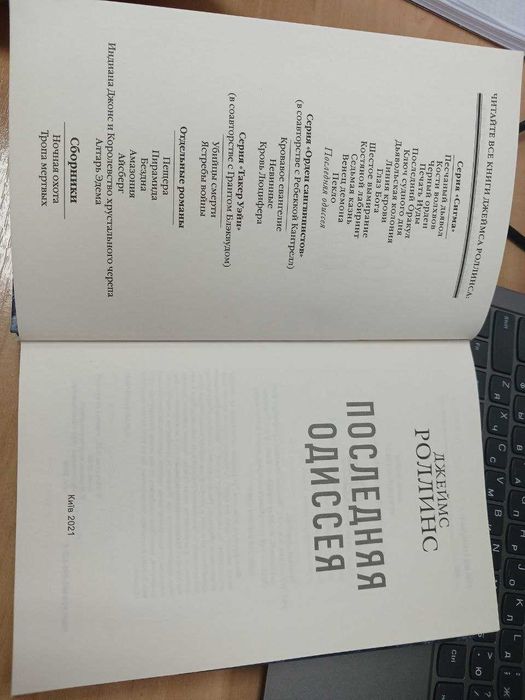 ЧИТАЙТЕ ВСЕ КНИГИ ДЖЕЙМСА РОЛЛИНСА:
Серия «Сигма»
Песчаный дьявол
Кости волхвов
Черный орден
Печать Иуды
Последний Оракул
Ключ судного дня
Дьявольская колония
Линия крови
Глаз Бога
Шестое вымирание
Костяной лабиринт
Седьмая казнь
Венец демона
Пекло
Последняя одиссея
Серия «Орден сангвинистов»
(в соавторстве с Ребеккой Кантрелл)
Невинные
Кровавое евангелие
Кровь Люцифера
Серия «Такер Уэйн»
(в соавторстве с Грантом Блэквудом)
Убийцы смерти
Ястребы войны
Отдельные романы
Пещера
Пирамида
Бездна
Амазония
Айсберг
Индиана Джонс и Королевство хрустального черепа
Алтарь Эдема
Сборники
Ночная охота
Тропа мертвых
ДЖЕЙМС
РОЛЛИНС
ПОСЛЕДНЯЯ
ОДИССЕЯ
Київ 2021
Ctrl